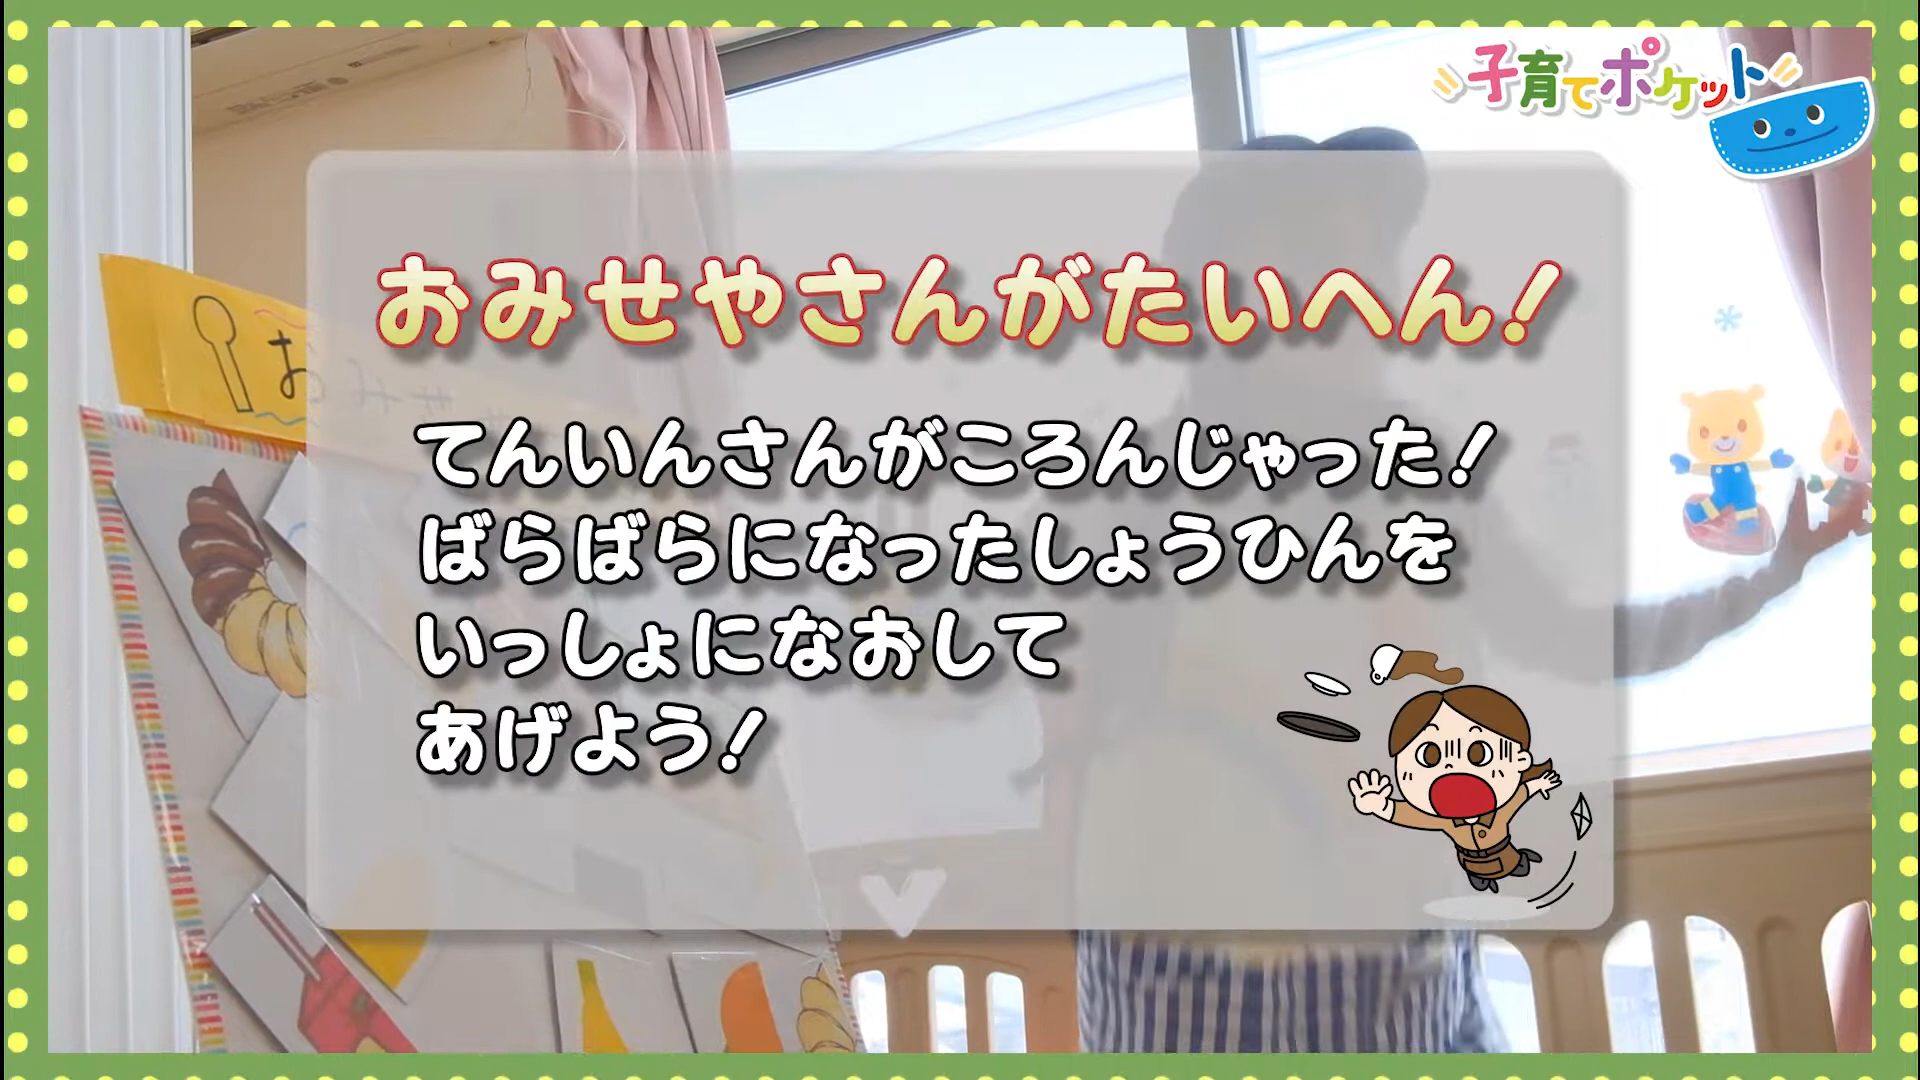 子育てポケット
おみせやさんがたいへん！
てんいんさんがころんじゃった！
ばらばらになったしょうひんを
いっしょになおして
あげよう！
おみせ